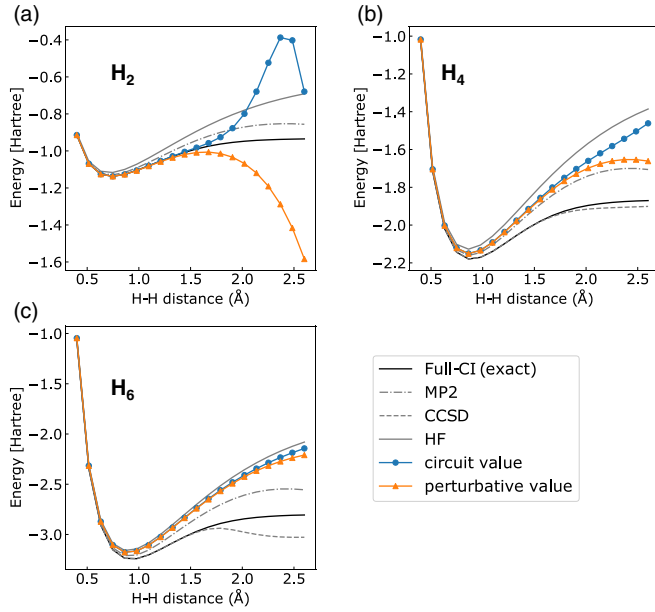 (a)
H2
Energy [Hartree]
−0.4
−0.6
−0.8
−1.0
−1.2
−1.4
−1.6
0.5 1.0 1.5 2.0 2.5
H-H distance (Å)
(b)
H4
Energy [Hartree]
−1.0
−1.2
−1.4
−1.6
−1.8
−2.0
−2.2
0.5 1.0 1.5 2.0 2.5
H-H distance (Å)
(c)
H6
Energy [Hartree]
−1.0
−1.5
−2.0
−2.5
−3.0
0.5 1.0 1.5 2.0 2.5
H-H distance (Å)
Full-CI (exact)
MP2
CCSD
HF
circuit value
perturbative value